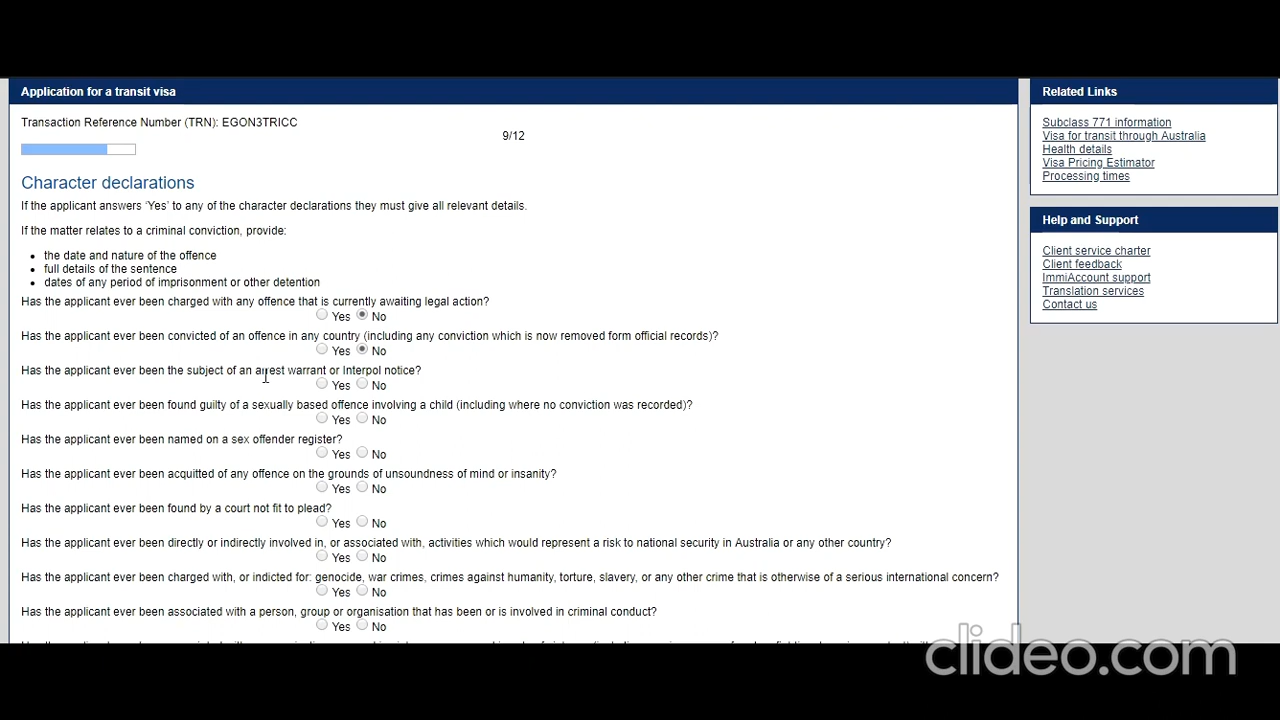 Application for a transit visa
Transaction Reference Number (TRN): EGON3TRICC
9/12
Character declarations
If the applicant answers 'Yes' to any of the character declarations they must give all relevant details.
If the matter relates to a criminal conviction, provide:
the date and nature of the offence
full details of the sentence
dates of any period of imprisonment or other detention
Has the applicant ever been charged with any offence that is currently awaiting legal action?
Yes No
Has the applicant ever been convicted of an offence in any country (including any conviction which is now removed form official records)?
Yes No
Has the applicant ever been the subject of an arrest warrant or Interpol notice?
Yes No
Has the applicant ever been found guilty of a sexually based offence involving a child (including where no conviction was recorded)?
Yes No
Has the applicant ever been named on a sex offender register?
Yes No
Has the applicant ever been acquitted of any offence on the grounds of unsoundness of mind or insanity?
Yes No
Has the applicant ever been found by a court not fit to plead?
Yes No
Has the applicant ever been directly or indirectly involved in, or associated with, activities which would represent a risk to national security in Australia or any other country?
Yes No
Has the applicant ever been charged with, or indicted for: genocide, war crimes, crimes against humanity, torture, slavery, or any other crime that is otherwise of a serious international concern?
Yes No
Has the applicant ever been associated with a person, group or organisation that has been or is involved in criminal conduct?
Yes No
Related Links
Subclass 771 information
Visa for transit through Australia
Health details
Visa Pricing Estimator
Processing times
Help and Support
Client service charter
Client feedback
ImmiAccount support
Translation services
Contact us
clideo.com